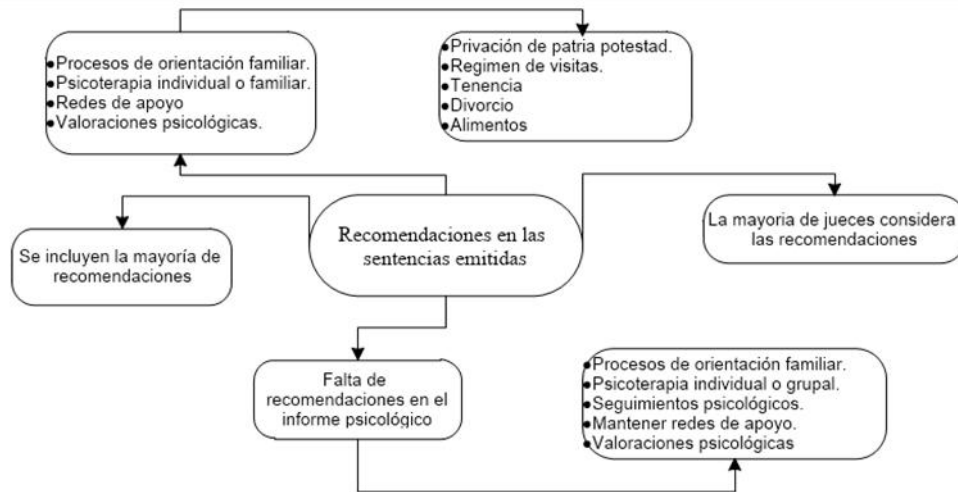 ●Procesos de orientación familiar.
●Psicoterapia individual o familiar.
●Redes de apoyo
●Valoraciones psicológicas.
●Privación de patria potestad.
●Regimen de visitas.
●Tenencia
●Divorcio
●Alimentos
Se incluyen la mayoría de
recomendaciones
Recomendaciones en las
sentencias emitidas
La mayoria de jueces considera
las recomendaciones
Falta de
recomendaciones en el
informe psicológico
●Procesos de orientación familiar.
●Psicoterapia individual o grupal.
●Seguimientos psicológicos.
●Mantener redes de apoyo.
●Valoraciones psicológicas